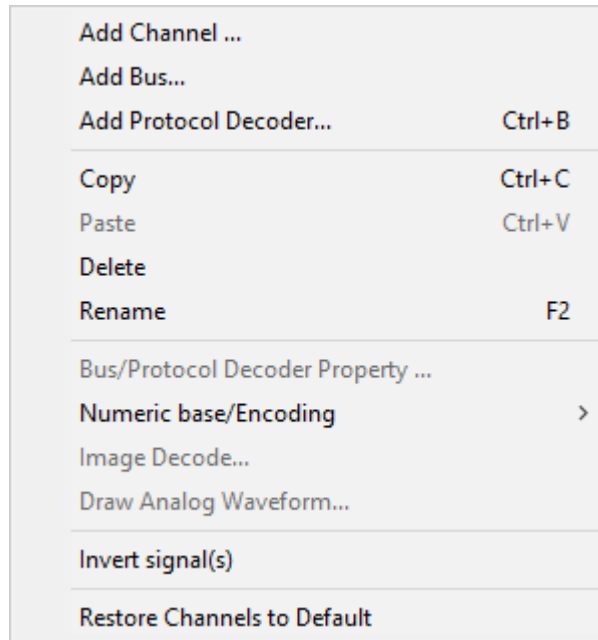 Add Channel ...
Add Bus...
Add Protocol Decoder... Ctrl+B
Copy Ctrl+C
Paste Ctrl+V
Delete
Rename F2
Bus/Protocol Decoder Property ...
Numeric base/Encoding >
Image Decode...
Draw Analog Waveform...
Invert signal(s)
Restore Channels to Default